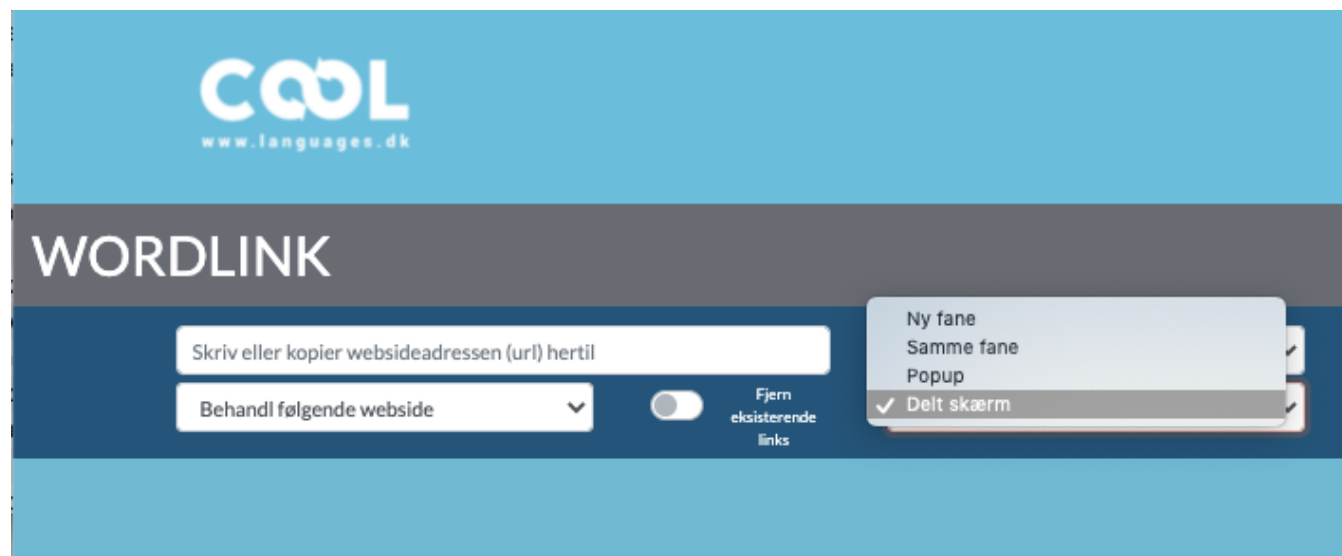 COOL
www.languages.dk
WORDLINK
Skriv eller kopier websideadressen (url) hertil
Behandl følgende webside
Fjern
eksisterende
links
Ny fane
Samme fane
Popup
Delt skærm